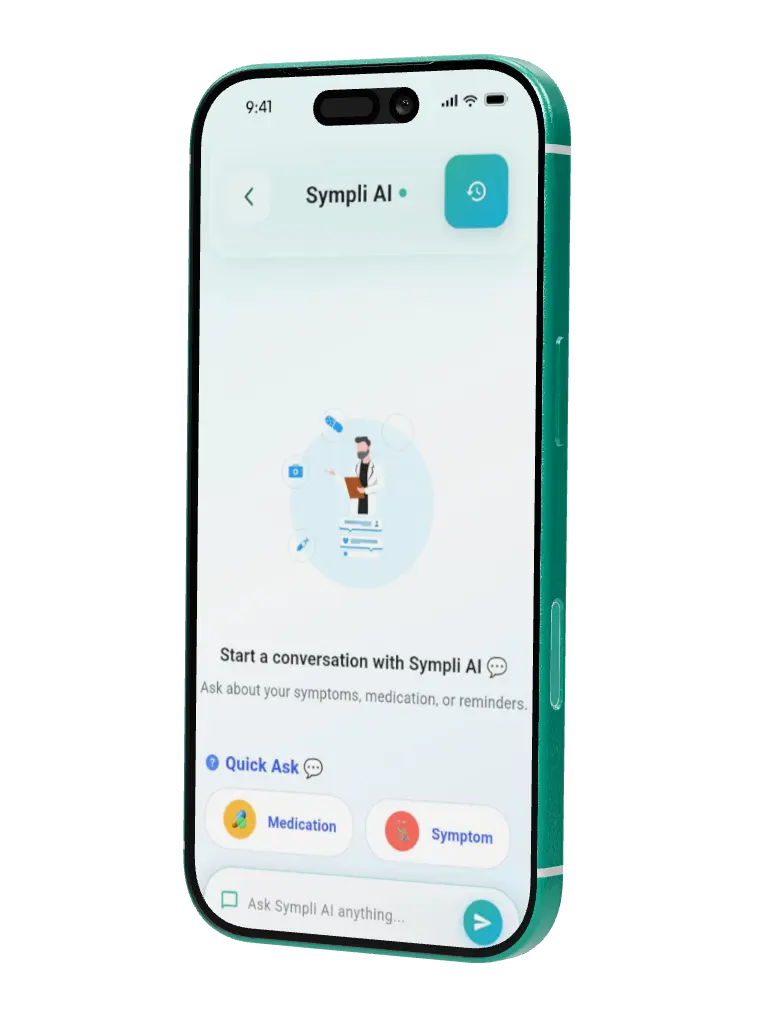 9:41
Sympli AI
Start a conversation with Sympli AI 💬
Ask about your symptoms, medication, or reminders.
? Quick Ask 💬
Medication
Symptom
Ask Sympli AI anything...